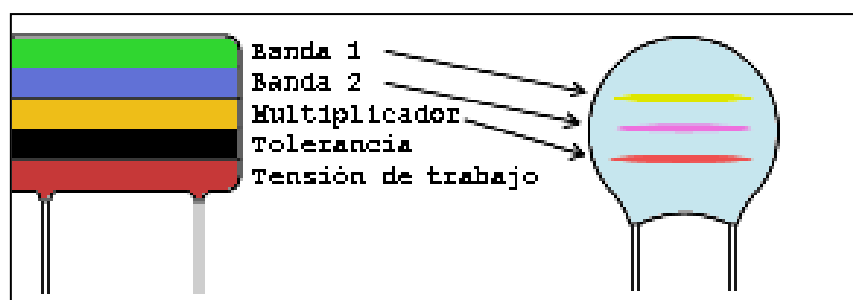 Banda 1
Banda 2
Multiplicador
Tolerancia
Tensión de trabajo